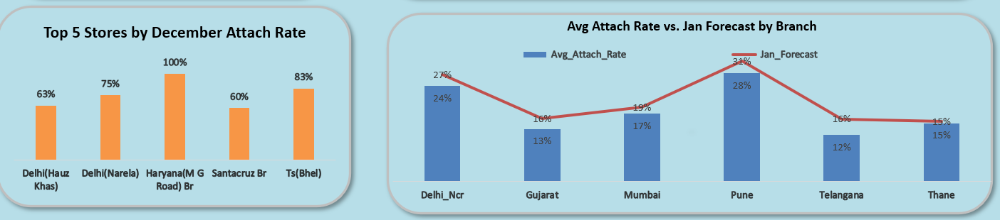 Top 5 Stores by December Attach Rate
63%
75%
100%
60%
83%
Delhi(Hauz
Khas)
Delhi(Narela)
Haryana(M G
Road) Br
Santacruz Br
Ts(Bhel)
Avg Attach Rate vs. Jan Forecast by Branch
Avg_Attach_Rate
Jan_Forecast
27%
16%
19%
31%
16%
15%
24%
13%
17%
28%
12%
15%
Delhi_Ncr
Gujarat
Mumbai
Pune
Telangana
Thane